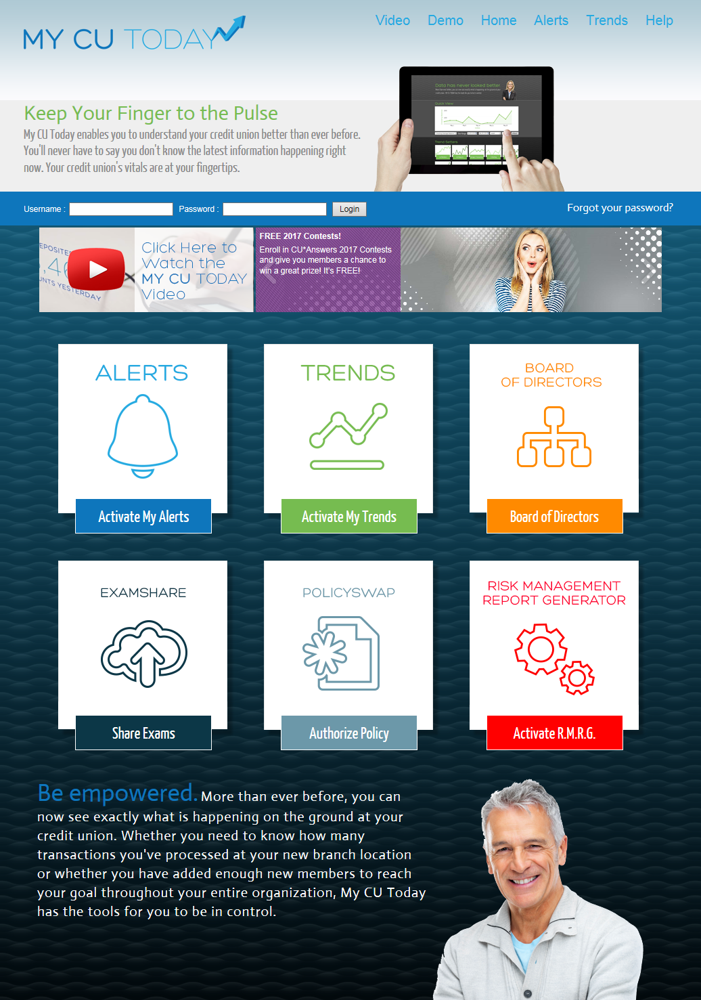 MY CU TODAY
Video Demo Home Alerts Trends Help
Data has never looked better
Quick View
Trend Setters
Keep Your Finger to the Pulse
My CU Today enables you to understand your credit union better than ever before.
You'll never have to say you don't know the latest information happening right
now. Your credit union's vitals are at your fingertips.
Username : Password : Login Forgot your password?
UNTS YESTERDAY
Click Here to
Watch the
MY CU TODAY
Video
FREE 2017 Contests!
Enroll in CU*Answers 2017 Contests
and give you members a chance to
win a great prize! It's FREE!
ALERTS
Activate My Alerts
TRENDS
Activate My Trends
BOARD
OF DIRECTORS
Board of Directors
EXAMSHARE
Share Exams
POLICYSWAP
Authorize Policy
RISK MANAGEMENT
REPORT GENERATOR
Activate R.M.R.G.
Be empowered. More than ever before, you can
now see exactly what is happening on the ground at your
credit union. Whether you need to know how many
transactions you've processed at your new branch location
or whether you have added enough new members to reach
your goal throughout your entire organization, My CU Today
has the tools for you to be in control.